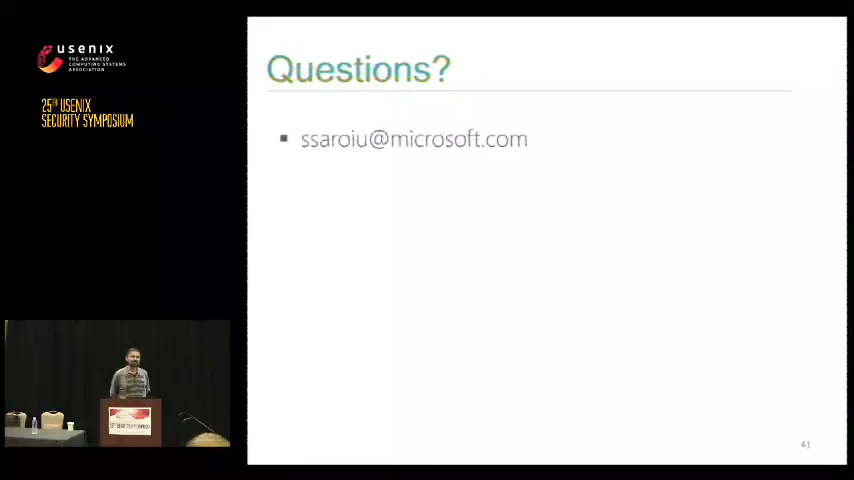 usenix
THE ADVANCED
COMPUTING SYSTEMS
ASSOCIATION
25TH USENIX
SECURITY SYMPOSIUM
Questions?
▪ ssaroiu@microsoft.com
41